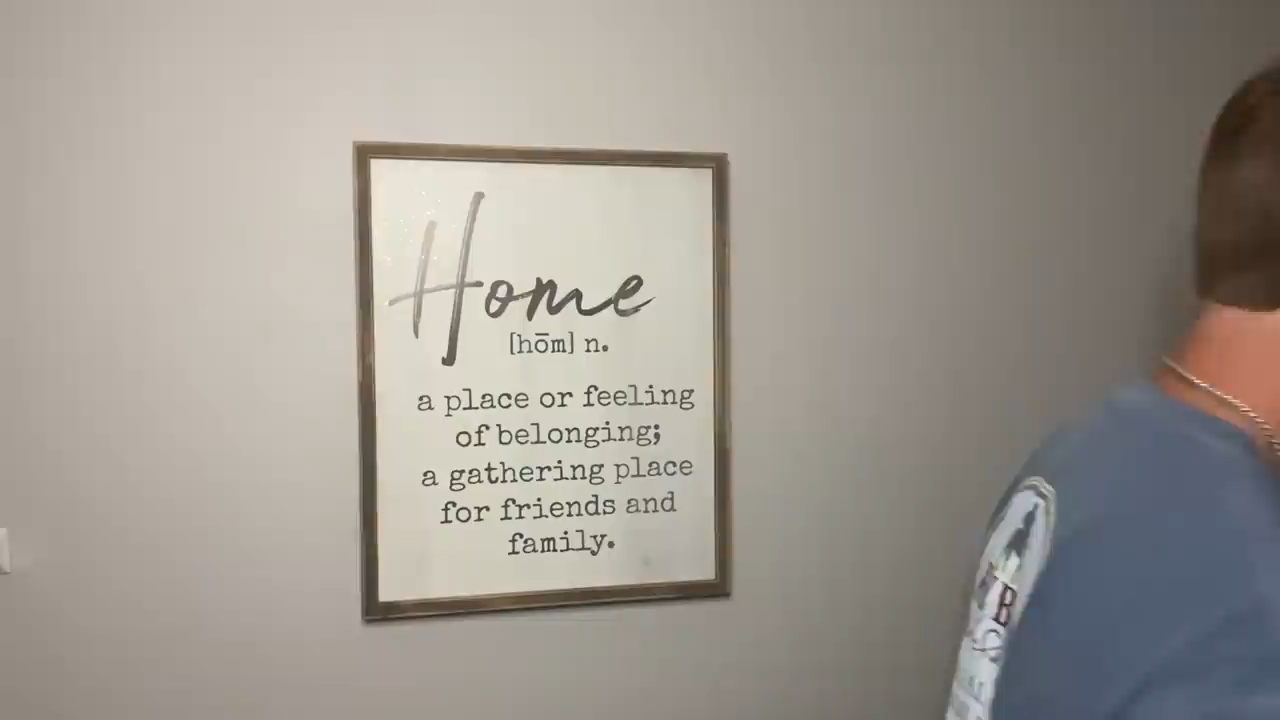 Home
[hōm] n.
a place or feeling
of belonging;
a gathering place
for friends and
family.
B